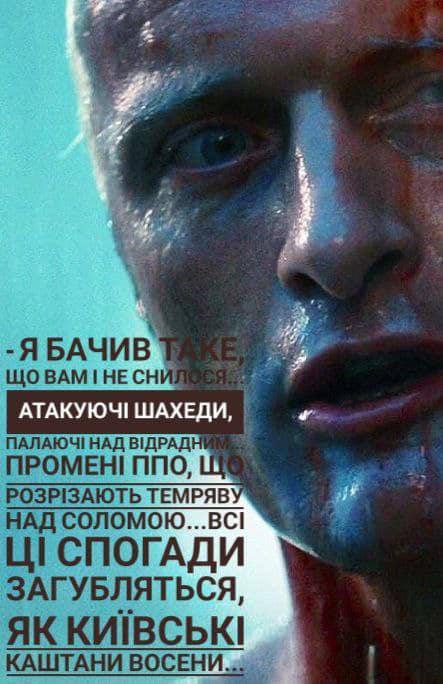 - Я БАЧИВ ТАКЕ,
ЩО ВАМ І НЕ СНИЛОСЯ...
АТАКУЮЧІ ШАХЕДИ,
ПАЛАЮЧІ НАД ВІДРАДНИМ...
ПРОМЕНІ ППО, ЩО
РОЗРІЗАЮТЬ ТЕМРЯВУ
НАД СОЛОМОЮ...ВСІ
ЦІ СПОГАДИ
ЗАГУБЛЯТЬСЯ,
ЯК КИЇВСЬКІ
КАШТАНИ ВОСЕНИ...